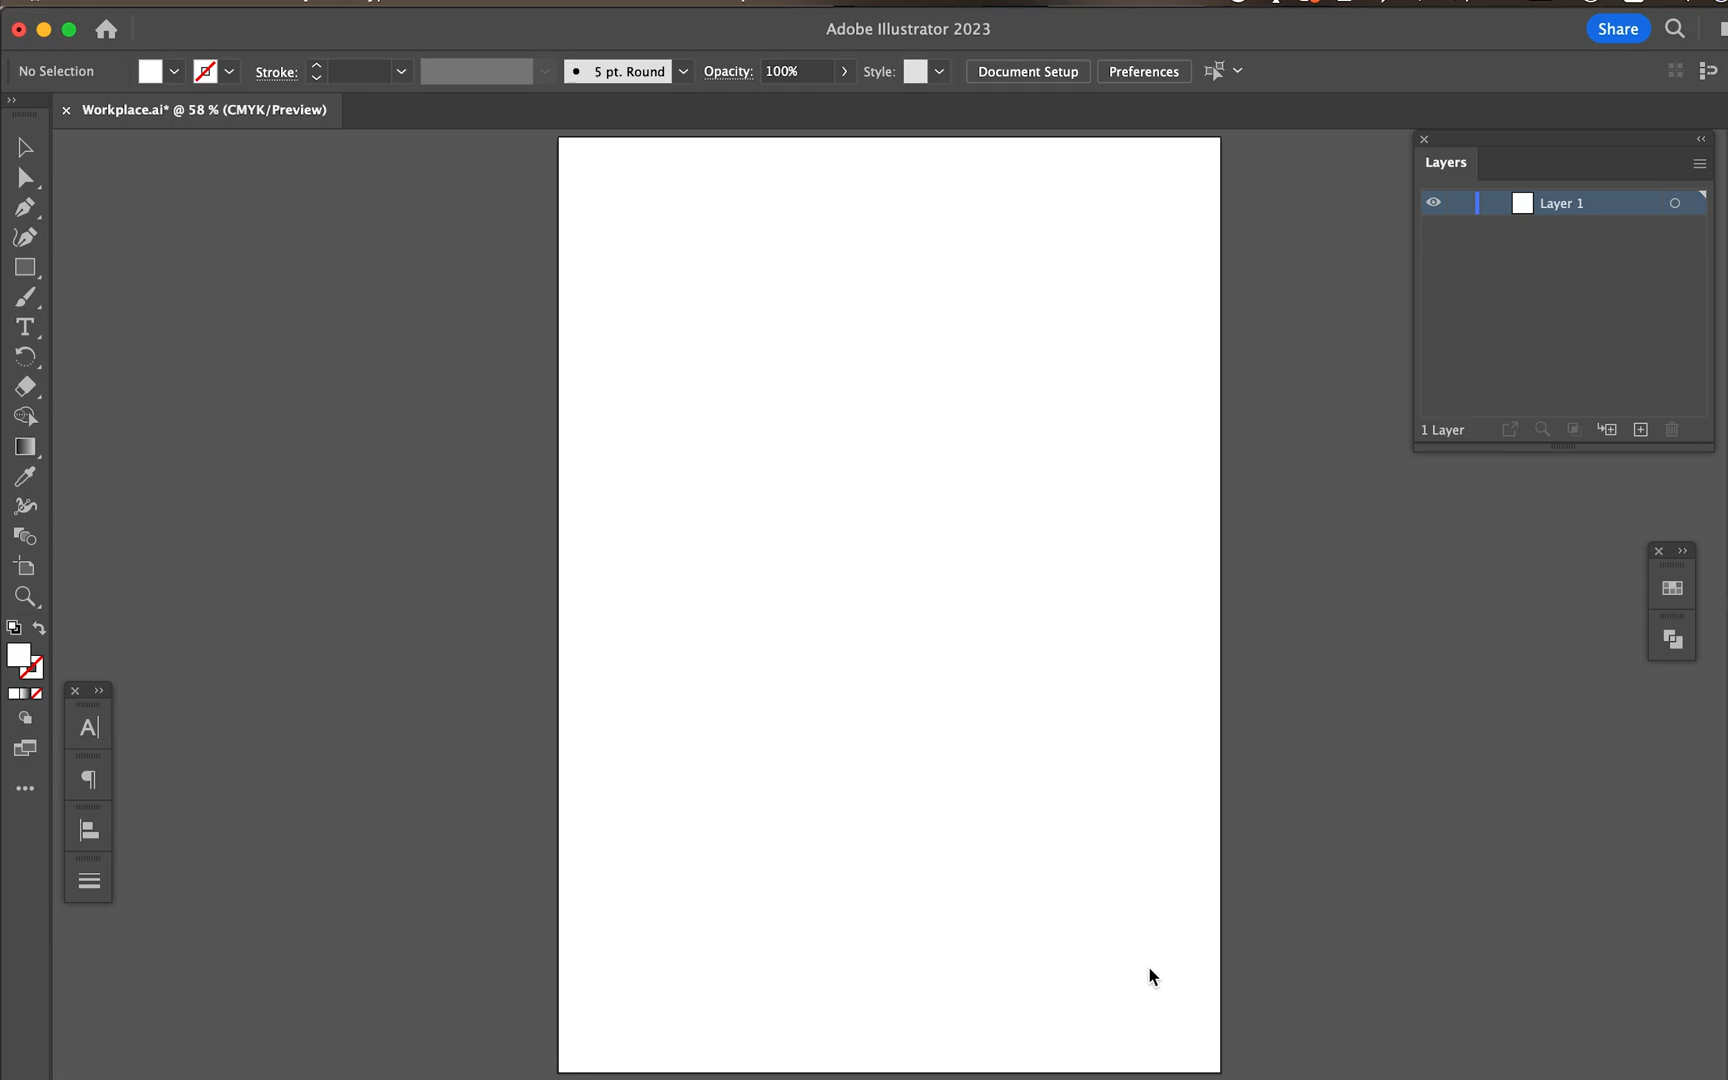 Adobe Illustrator 2023
Share
No Selection
Stroke:
5 pt. Round
Opacity:
100%
Style:
Document Setup
Preferences
Workplace.ai* @ 58 % (CMYK/Preview)
Layers
Layer 1
1 Layer